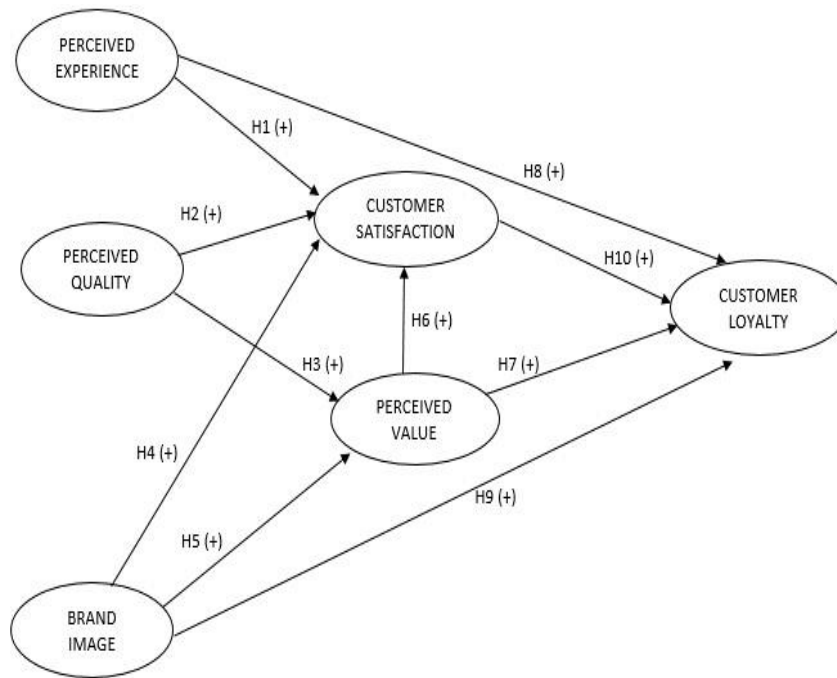 PERCEIVED
EXPERIENCE
H1 (+)
H8 (+)
H2 (+)
CUSTOMER
SATISFACTION
PERCEIVED
QUALITY
H10 (+)
CUSTOMER
LOYALTY
H6 (+)
H3 (+)
H7 (+)
PERCEIVED
VALUE
H4 (+)
H9 (+)
H5 (+)
BRAND
IMAGE